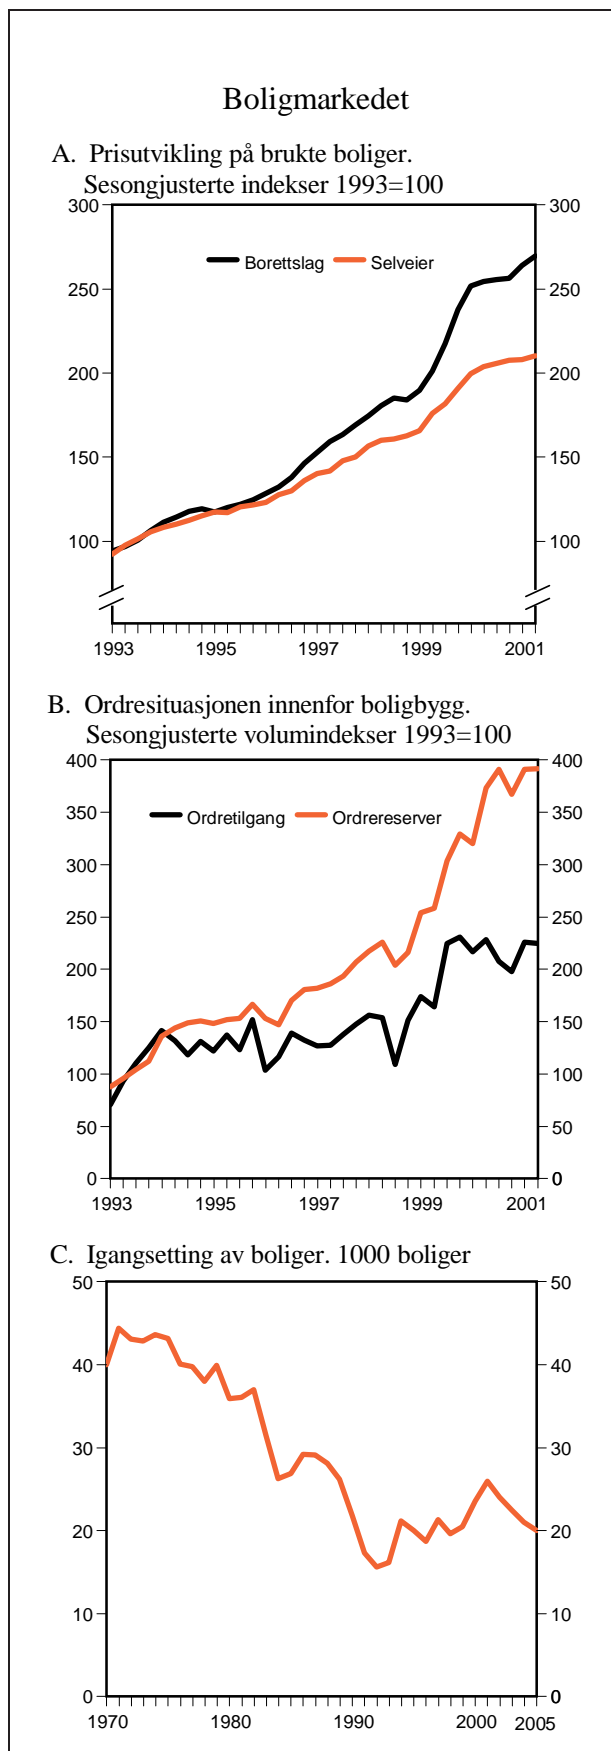 Boligmarkedet
A. Prisutvikling på brukte boliger.
Sesongjusterte indekser 1993=100
300 300
Borettslag Selveier
250 250
200 200
150 150
100 100
1993 1995 1997 1999 2001
B. Ordresituasjonen innenfor boligbygg.
Sesongjusterte volumindekser 1993=100
400 400
350 350
Ordretilgang Ordrereserver
300 300
250 250
200 200
150 150
100 100
50 50
0 0
1993 1995 1997 1999 2001
C. Igangsetting av boliger. 1000 boliger
50 50
40 40
30 30
20 20
10 10
0 0
1970 1980 1990 2000 2005